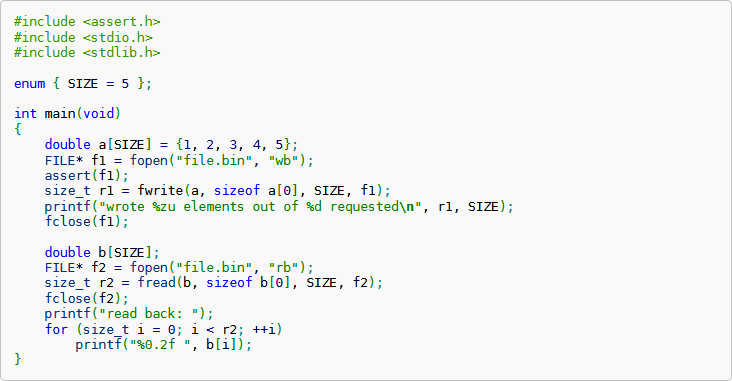 #include <assert.h>
#include <stdio.h>
#include <stdlib.h>

enum { SIZE = 5 };

int main(void)
{
    double a[SIZE] = {1, 2, 3, 4, 5};
    FILE* f1 = fopen("file.bin", "wb");
    assert(f1);
    size_t r1 = fwrite(a, sizeof a[0], SIZE, f1);
    printf("wrote %zu elements out of %d requested\n", r1, SIZE);
    fclose(f1);

    double b[SIZE];
    FILE* f2 = fopen("file.bin", "rb");
    size_t r2 = fread(b, sizeof b[0], SIZE, f2);
    fclose(f2);
    printf("read back: ");
    for (size_t i = 0; i < r2; ++i)
        printf("%0.2f ", b[i]);
}